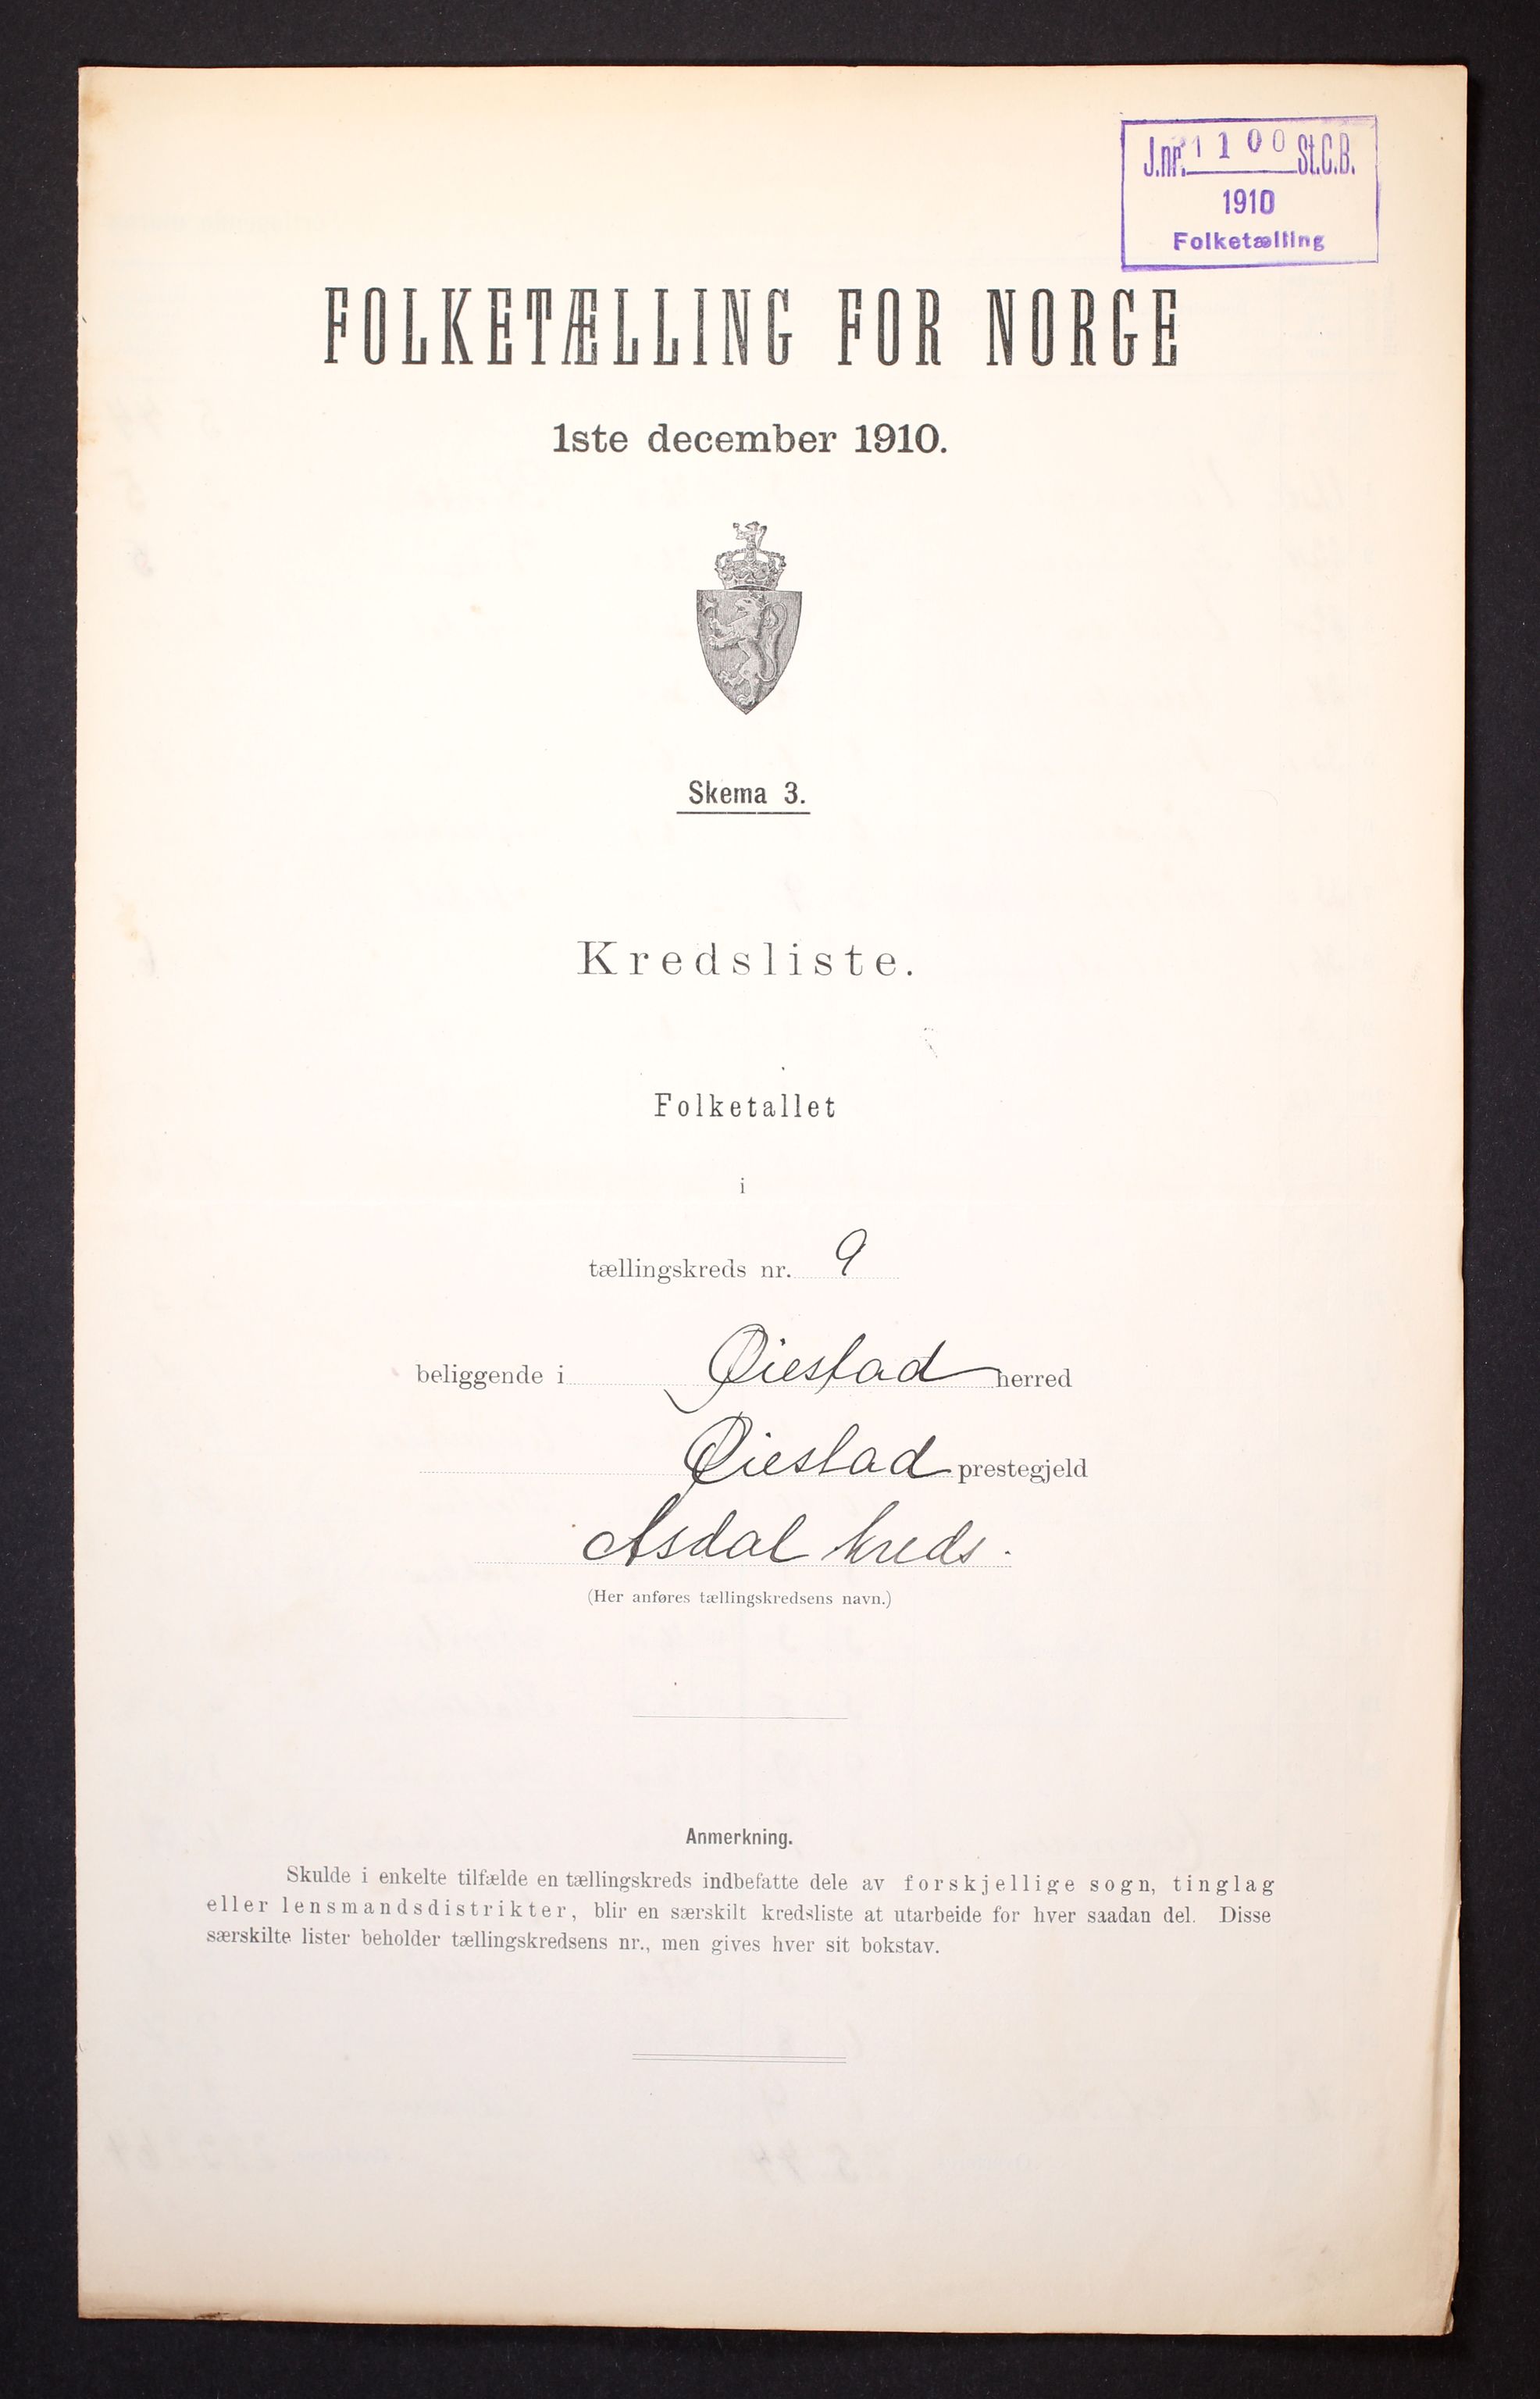 J.nr. 1100 St.C.B.
1910
Folketælling
FOLKETÆLLING FOR NORGE
1ste december 1910.
Skema 3.
Kredsliste.
Folketallet
i
tællingskreds nr. 9
beliggende i Øiestad herred
Øiestad prestegjeld
Asdal kreds.
(Her anføres tællingskredsens navn.)
Anmerkning.
Skulde i enkelte tilfælde en tællingskreds indbefatte dele av forskjellige sogn, tinglag
eller lensmandsdistrikter, blir en særskilt kredsliste at utarbeide for hver saadan del. Disse
særskilte lister beholder tællingskredsens nr., men gives hver sit bokstav.